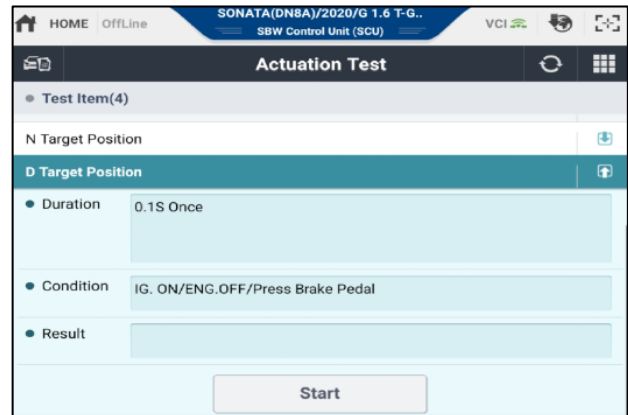 HOME OffLine
SONATA(DN8A)/2020/G 1.6 T-G..
SBW Control Unit (SCU)
VCI
Actuation Test
Test Item(4)
N Target Position
D Target Position
Duration
0.1S Once
Condition
IG. ON/ENG.OFF/Press Brake Pedal
Result
Start